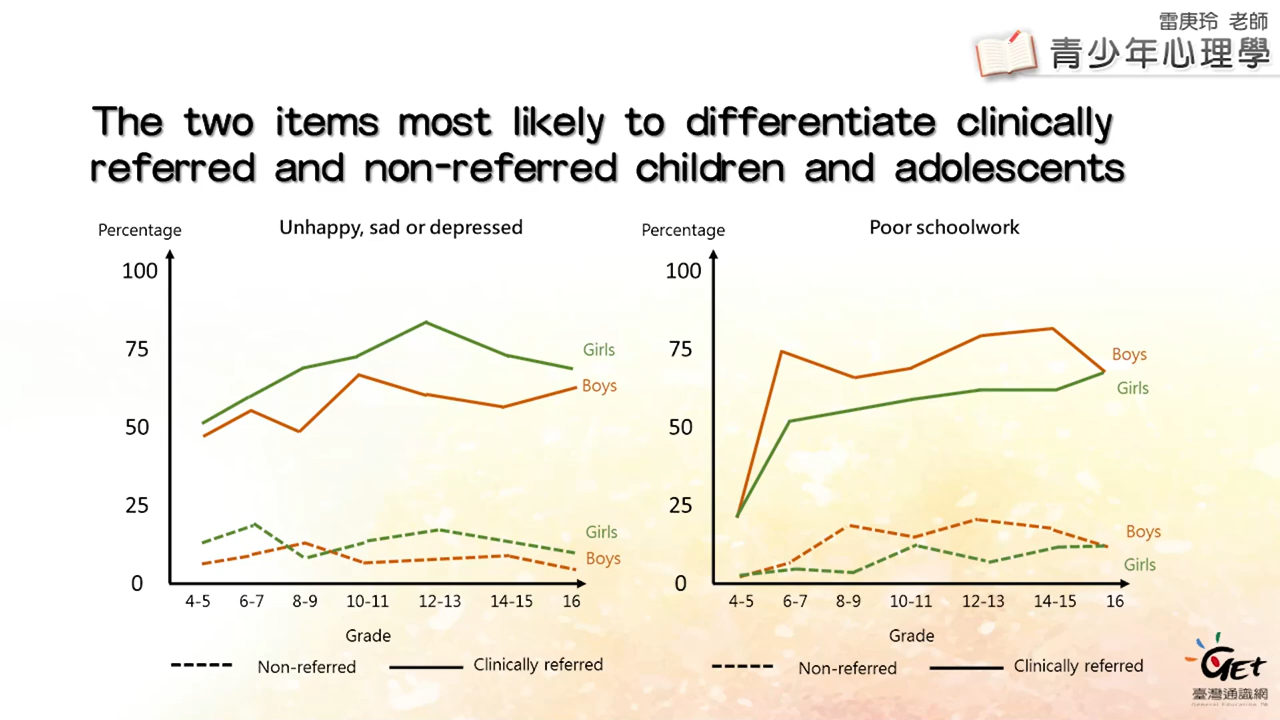 雷庚玲 老師
青少年心理學
The two items most likely to differentiate clinically
referred and non-referred children and adolescents
Percentage
Unhappy, sad or depressed
100
75
50
25
0
Girls
Boys
Girls
Boys
4-5 6-7 8-9 10-11 12-13 14-15 16
Grade
Non-referred
Clinically referred
Percentage
Poor schoolwork
100
75
50
25
0
Boys
Girls
Boys
Girls
4-5 6-7 8-9 10-11 12-13 14-15 16
Grade
Non-referred
Clinically referred
GET
臺灣通識網